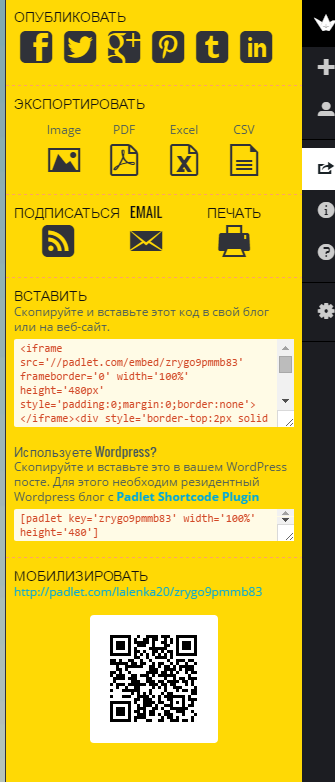 ОПУБЛИКОВАТЬ
ЭКСПОРТИРОВАТЬ
Image PDF Excel CSV
ПОДПИСАТЬСЯ EMAIL ПЕЧАТЬ
ВСТАВИТЬ
Скопируйте и вставьте этот код в свой блог
или на веб-сайт.
<iframe
src='//padlet.com/embed/zrygo9pmmb83'
frameborder='0' width='100%'
height='480px'
style='padding:0;margin:0;border:none'>
</iframe><div style='border-top:2px solid
Используете Wordpress?
Скопируйте и вставьте это в вашем WordPress
посте. Для этого необходим резидентный
Wordpress блог с Padlet Shortcode Plugin
[padlet key='zrygo9pmmb83' width='100%'
height='480']
МОБИЛИЗИРОВАТЬ
http://padlet.com/lalenka20/zrygo9pmmb83